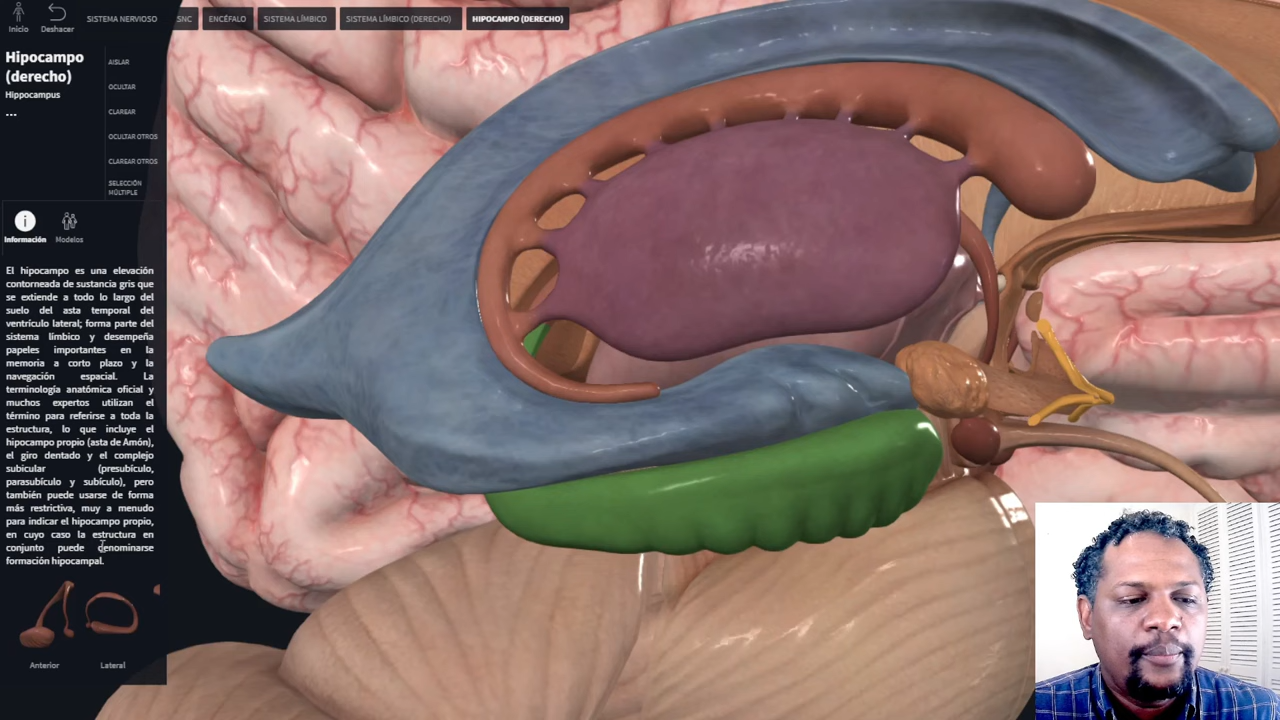 Inicio
Deshacer
SISTEMA NERVIOSO
SNC
ENCÉFALO
SISTEMA LÍMBICO
SISTEMA LÍMBICO (DERECHO)
HIPOCAMPO (DERECHO)
Hipocampo
(derecho)
Hippocampus
...
AISLAR
OCULTAR
CLAREAR
OCULTAR OTROS
CLAREAR OTROS
SELECCIÓN
MÚLTIPLE
Información
Modelos
El hipocampo es una elevación
contorneada de sustancia gris que
se extiende a todo lo largo del
suelo del asta temporal del
ventrículo lateral; forma parte del
sistema límbico y desempeña
papeles importantes en la
memoria a corto plazo y la
navegación espacial. La
terminología anatómica oficial y
muchos expertos utilizan el
término para referirse a toda la
estructura, lo que incluye el
hipocampo propio (asta de Amón),
el giro dentado y el complejo
subicular (presubículo,
parasubículo y subículo), pero
también puede usarse de forma
más restrictiva, muy a menudo
para indicar el hipocampo propio,
en cuyo caso la estructura en
conjunto puede denominarse
formación hipocampal.
Anterior
Lateral